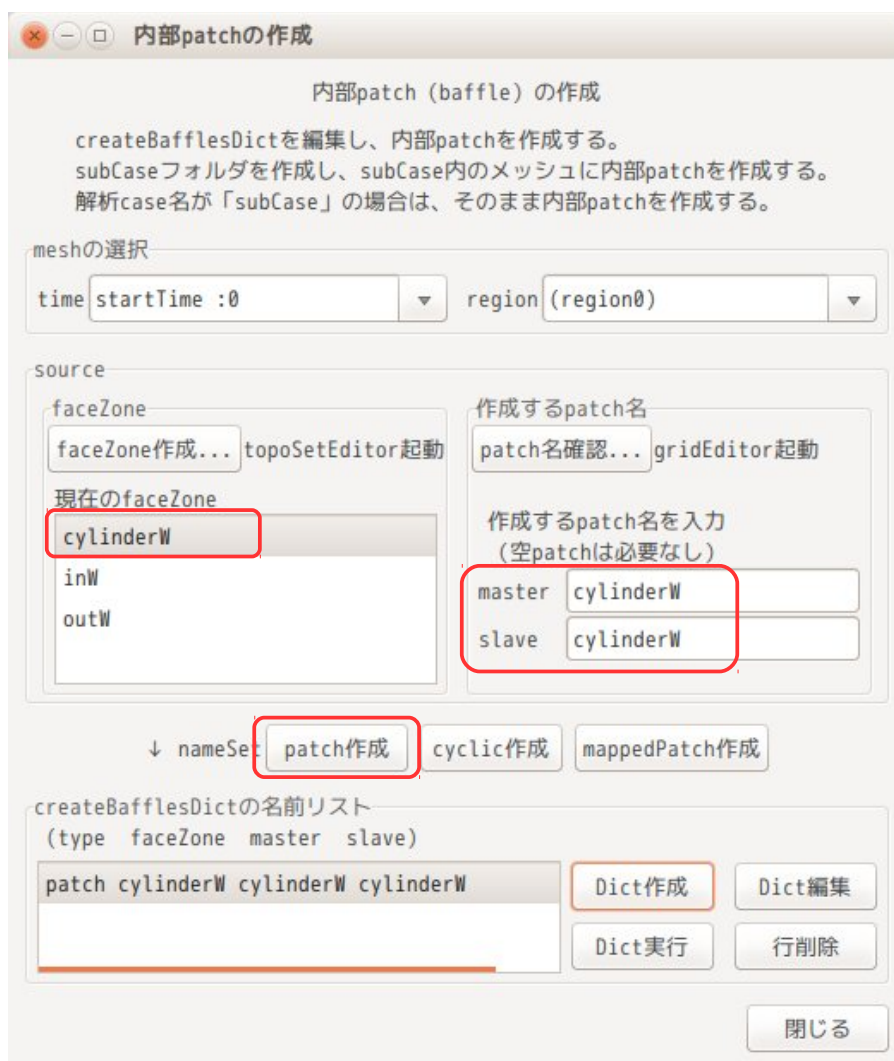 内部patchの作成
内部patch (baffle) の作成
createBafflesDictを編集し、内部patchを作成する。
subCaseフォルダを作成し、subCase内のメッシュに内部patchを作成する。
解析case名が「subCase」の場合は、そのまま内部patchを作成する。
meshの選択
time startTime :0 region (region0)
source
faceZone
faceZone作成... topoSetEditor起動
現在のfaceZone
cylinderW
inW
outW
作成するpatch名
patch名確認... gridEditor起動
作成するpatch名を入力
(空patchは必要なし)
master cylinderW
slave cylinderW
↓ nameSet patch作成 cyclic作成 mappedPatch作成
createBafflesDictの名前リスト
(type faceZone master slave)
patch cylinderW cylinderW cylinderW
Dict作成 Dict編集
Dict実行 行削除
閉じる